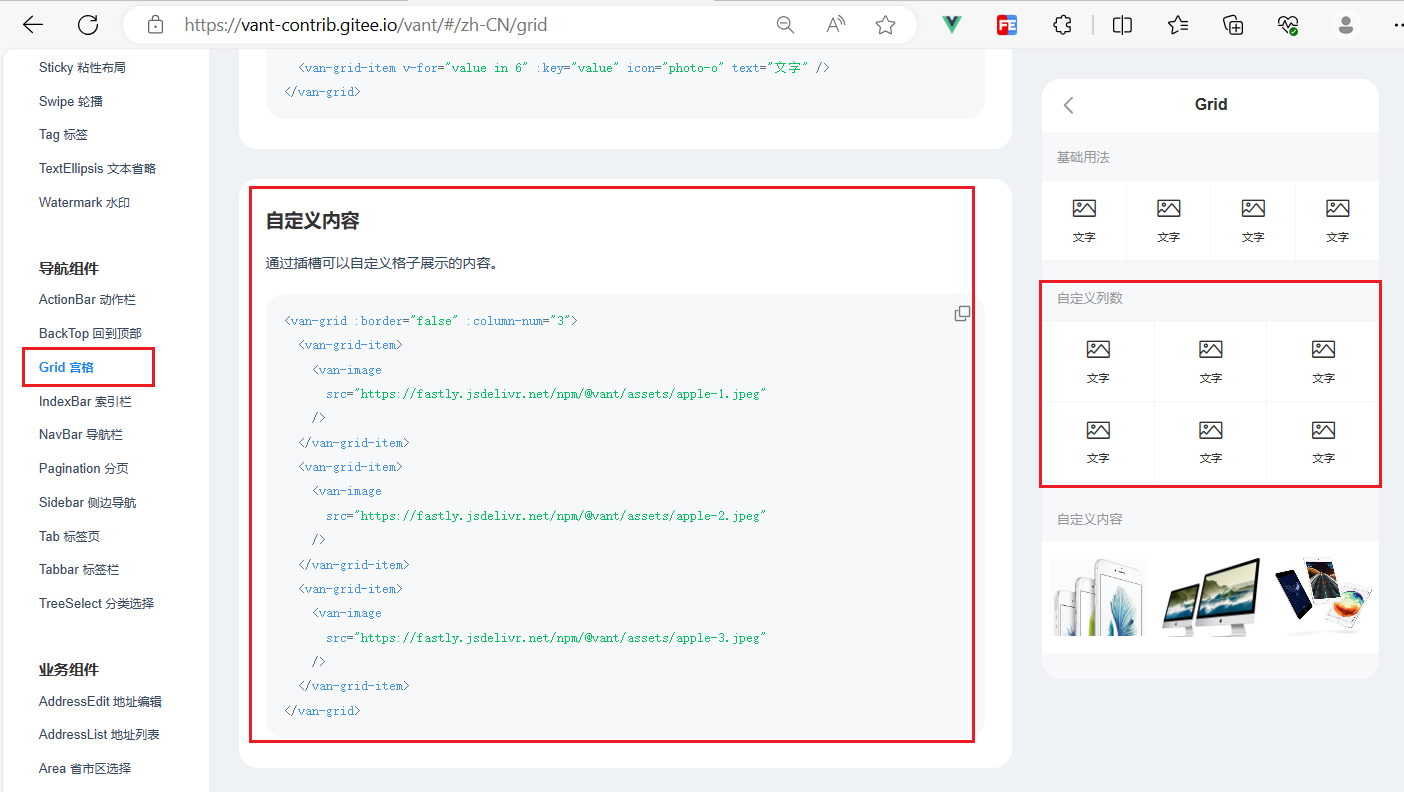 https://vant-contrib.gitee.io/vant/#/zh-CN/grid
Sticky 粘性布局
Swipe 轮播
Tag 标签
TextEllipsis 文本省略
Watermark 水印
导航组件
ActionBar 动作栏
BackTop 回到顶部
Grid 宫格
IndexBar 索引栏
NavBar 导航栏
Pagination 分页
Sidebar 侧边导航
Tab 标签页
Tabbar 标签栏
TreeSelect 分类选择
业务组件
AddressEdit 地址编辑
AddressList 地址列表
Area 省市区选择
<van-grid-item v-for="value in 6" :key="value" icon="photo-o" text="文字" />
</van-grid>
自定义内容
通过插槽可以自定义格子展示的内容。
<van-grid :border="false" :column-num="3">
<van-grid-item>
<van-image
src="https://fastly.jsdelivr.net/npm/@vant/assets/apple-1.jpeg"
/>
</van-grid-item>
<van-grid-item>
<van-image
src="https://fastly.jsdelivr.net/npm/@vant/assets/apple-2.jpeg"
/>
</van-grid-item>
<van-grid-item>
<van-image
src="https://fastly.jsdelivr.net/npm/@vant/assets/apple-3.jpeg"
/>
</van-grid-item>
</van-grid>
Grid
基础用法
文字 文字 文字 文字
自定义列数
文字 文字 文字
文字 文字 文字
自定义内容
FE